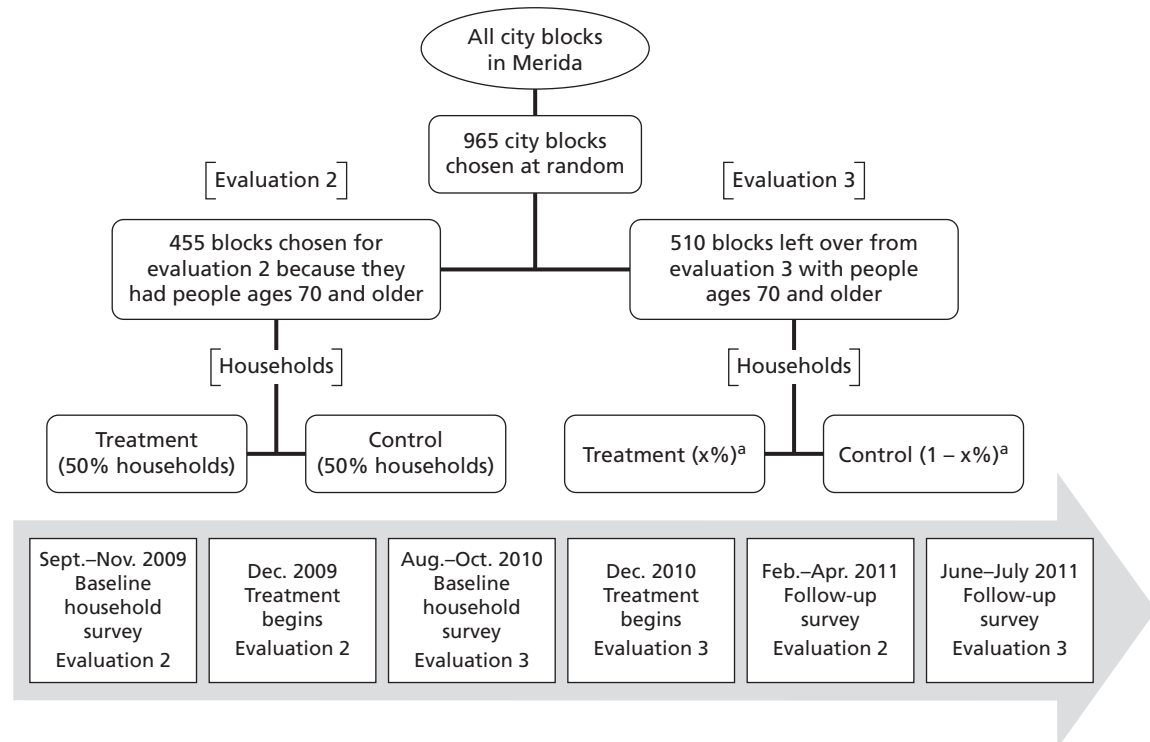 All city blocks
in Merida
965 city blocks
chosen at random
[Evaluation 2]
[Evaluation 3]
455 blocks chosen for
evaluation 2 because they
had people ages 70 and older
510 blocks left over from
evaluation 3 with people
ages 70 and older
[Households]
[Households]
Treatment
(50% households)
Control
(50% households)
Treatment (x%)ᵃ
Control (1 – x%)ᵃ
Sept.–Nov. 2009
Baseline
household
survey
Evaluation 2
Dec. 2009
Treatment
begins
Evaluation 2
Aug.–Oct. 2010
Baseline
household
survey
Evaluation 3
Dec. 2010
Treatment
begins
Evaluation 3
Feb.–Apr. 2011
Follow-up
survey
Evaluation 2
June–July 2011
Follow-up
survey
Evaluation 3